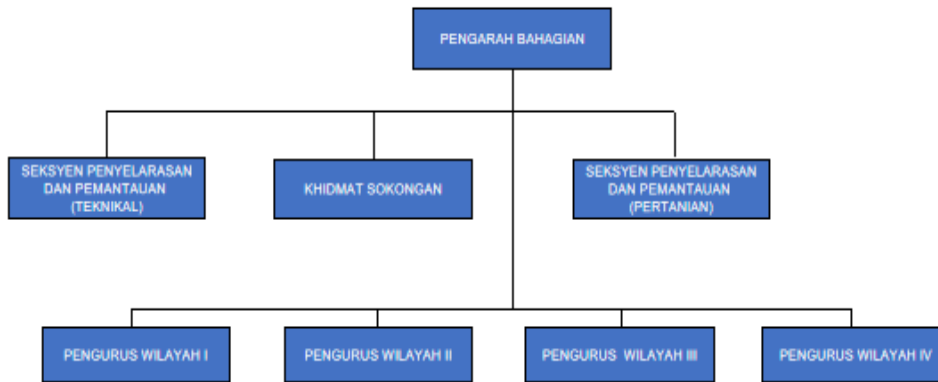 PENGARAH BAHAGIAN
SEKSYEN PENYELARASAN
DAN PEMANTAUAN
(TEKNIKAL)
KHIDMAT SOKONGAN
SEKSYEN PENYELARASAN
DAN PEMANTAUAN
(PERTANIAN)
PENGURUS WILAYAH I
PENGURUS WILAYAH II
PENGURUS WILAYAH III
PENGURUS WILAYAH IV